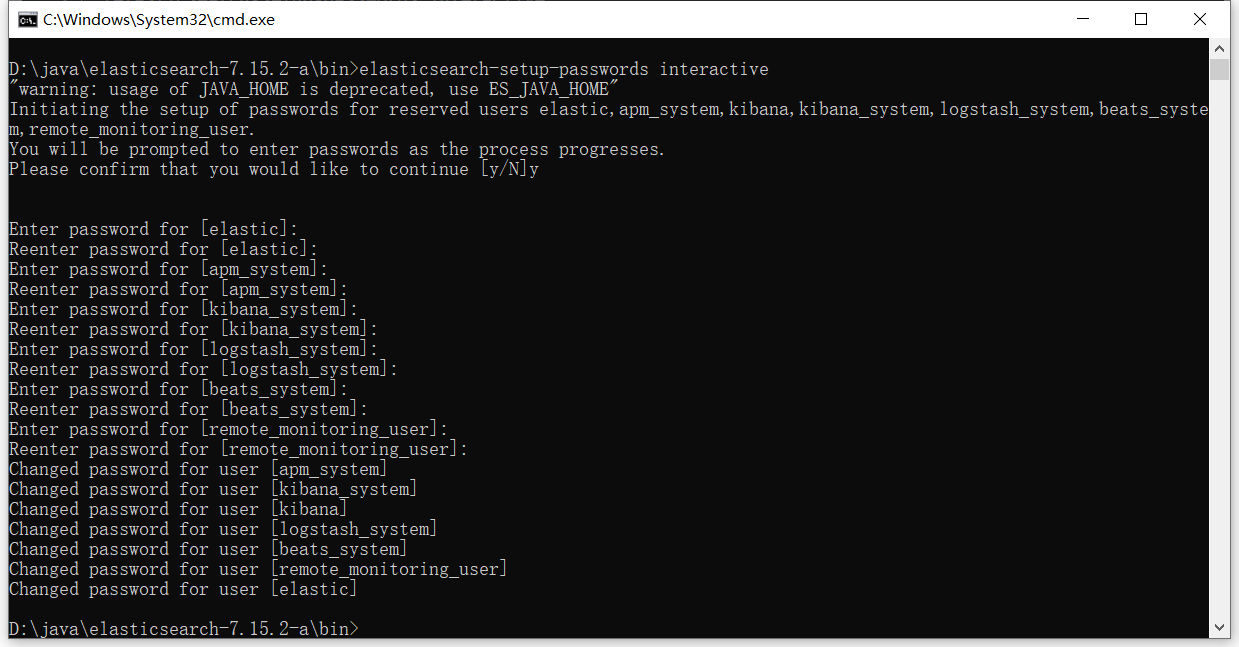 C:\Windows\System32\cmd.exe
D:\java\elasticsearch-7.15.2-a\bin>elasticsearch-setup-passwords interactive
"warning: usage of JAVA_HOME is deprecated, use ES_JAVA_HOME"
Initiating the setup of passwords for reserved users elastic,apm_system,kibana,kibana_system,logstash_system,beats_syste
m,remote_monitoring_user.
You will be prompted to enter passwords as the process progresses.
Please confirm that you would like to continue [y/N]y
Enter password for [elastic]:
Reenter password for [elastic]:
Enter password for [apm_system]:
Reenter password for [apm_system]:
Enter password for [kibana_system]:
Reenter password for [kibana_system]:
Enter password for [logstash_system]:
Reenter password for [logstash_system]:
Enter password for [beats_system]:
Reenter password for [beats_system]:
Enter password for [remote_monitoring_user]:
Reenter password for [remote_monitoring_user]:
Changed password for user [apm_system]
Changed password for user [kibana_system]
Changed password for user [kibana]
Changed password for user [logstash_system]
Changed password for user [beats_system]
Changed password for user [remote_monitoring_user]
Changed password for user [elastic]
D:\java\elasticsearch-7.15.2-a\bin>